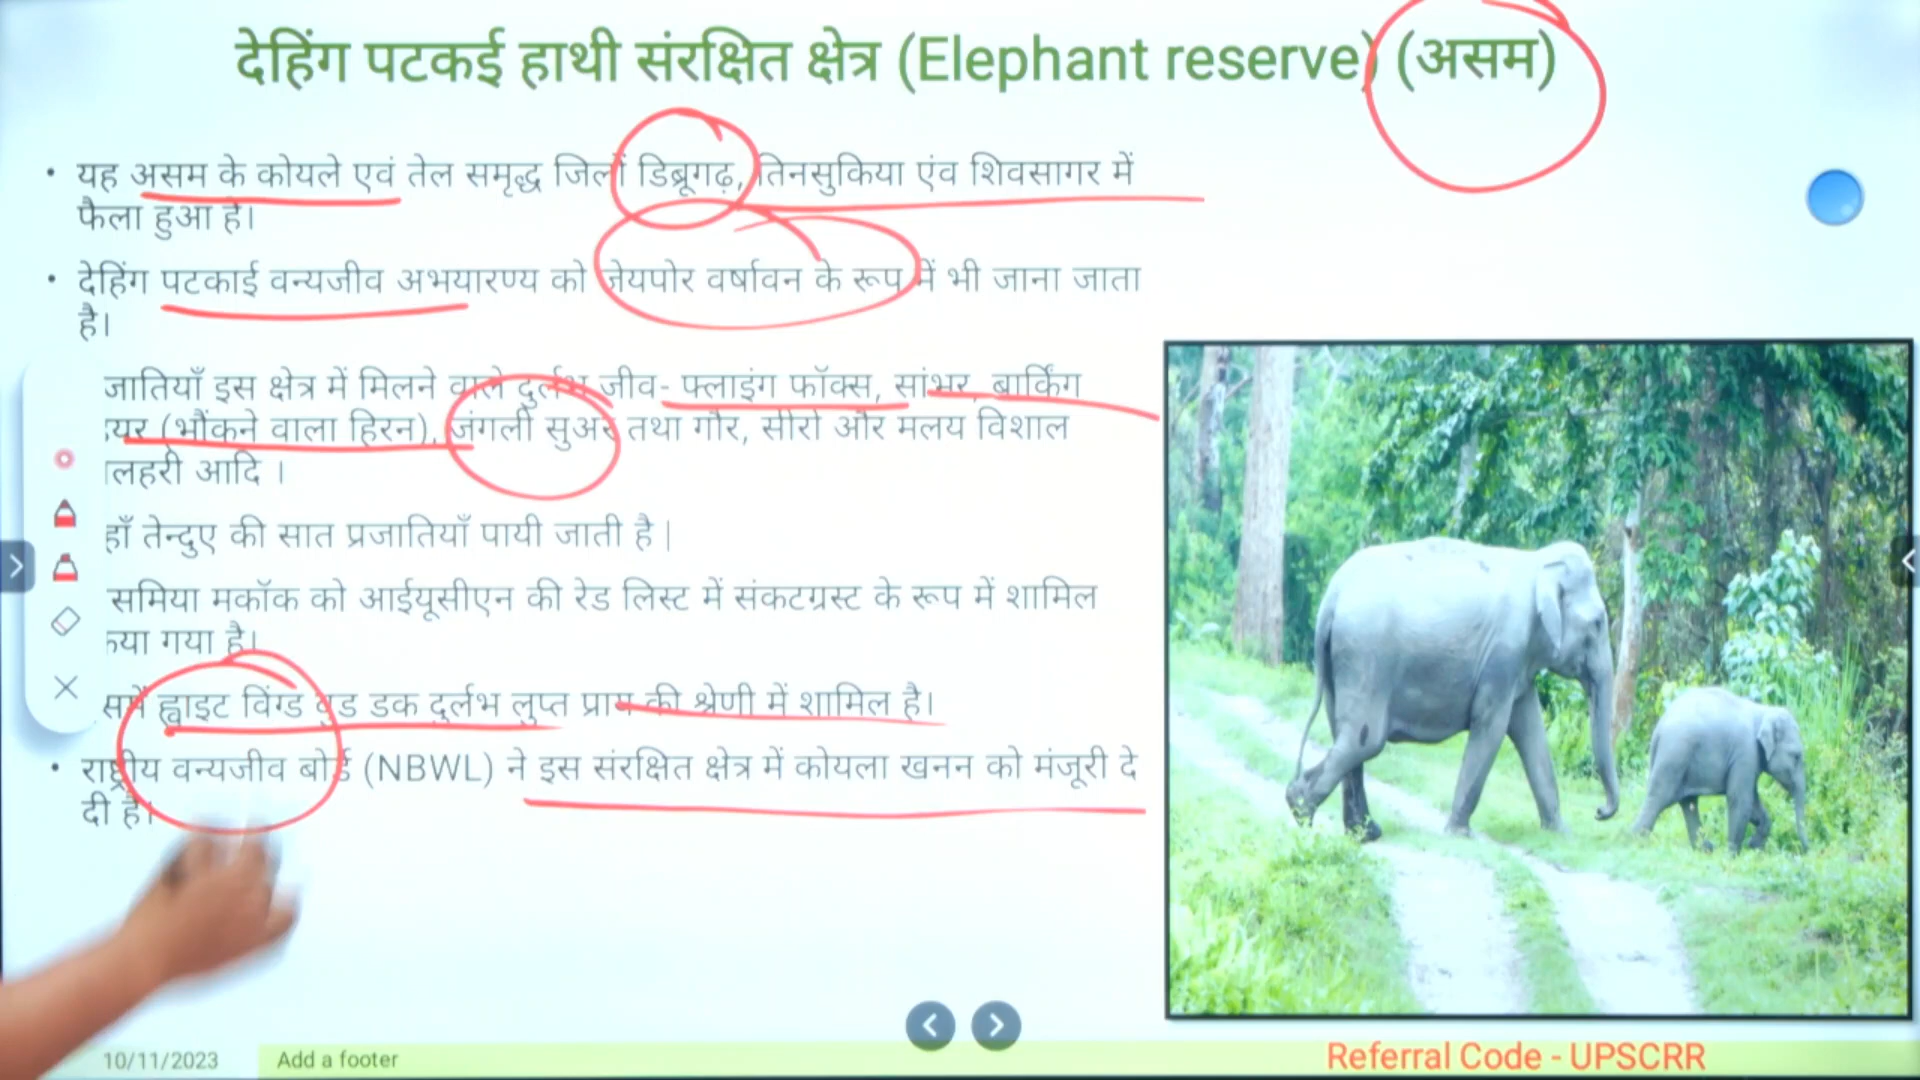 देहिंग पटकई हाथी संरक्षित क्षेत्र (Elephant reserve) (असम)
• यह असम के कोयले एवं तेल समृद्ध जिलों डिब्रूगढ़, तिनसुकिया एंव शिवसागर में
फैला हुआ है।
• देहिंग पटकाई वन्यजीव अभयारण्य को जेयपोर वर्षावन के रूप में भी जाना जाता
है।
जातियाँ इस क्षेत्र में मिलने वाले दुर्लभ जीव- फ्लाइंग फॉक्स, सांभर, बार्किंग
यर (भौंकने वाला हिरन), जंगली सुअर तथा गौर, सीरो और मलय विशाल
लहरी आदि ।
हाँ तेन्दुए की सात प्रजातियाँ पायी जाती है |
समिया मकॉक को आईयूसीएन की रेड लिस्ट में संकटग्रस्ट के रूप में शामिल
या गया है।
समें ह्वाइट विंग्ड वुड डक दुर्लभ लुप्त प्राय की श्रेणी में शामिल है।
• राष्ट्रीय वन्यजीव बोर्ड (NBWL) ने इस संरक्षित क्षेत्र में कोयला खनन को मंजूरी दे
दी है।
10/11/2023
Add a footer
Referral Code - UPSCRR